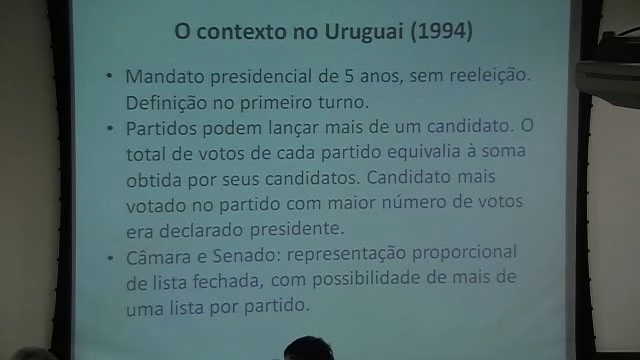 O contexto no Uruguai (1994)
• Mandato presidencial de 5 anos, sem reeleição.
Definição no primeiro turno.
• Partidos podem lançar mais de um candidato. O
total de votos de cada partido equivalia à soma
obtida por seus candidatos. Candidato mais
votado no partido com maior número de votos
era declarado presidente.
• Câmara e Senado: representação proporcional
de lista fechada, com possibilidade de mais de
uma lista por partido.